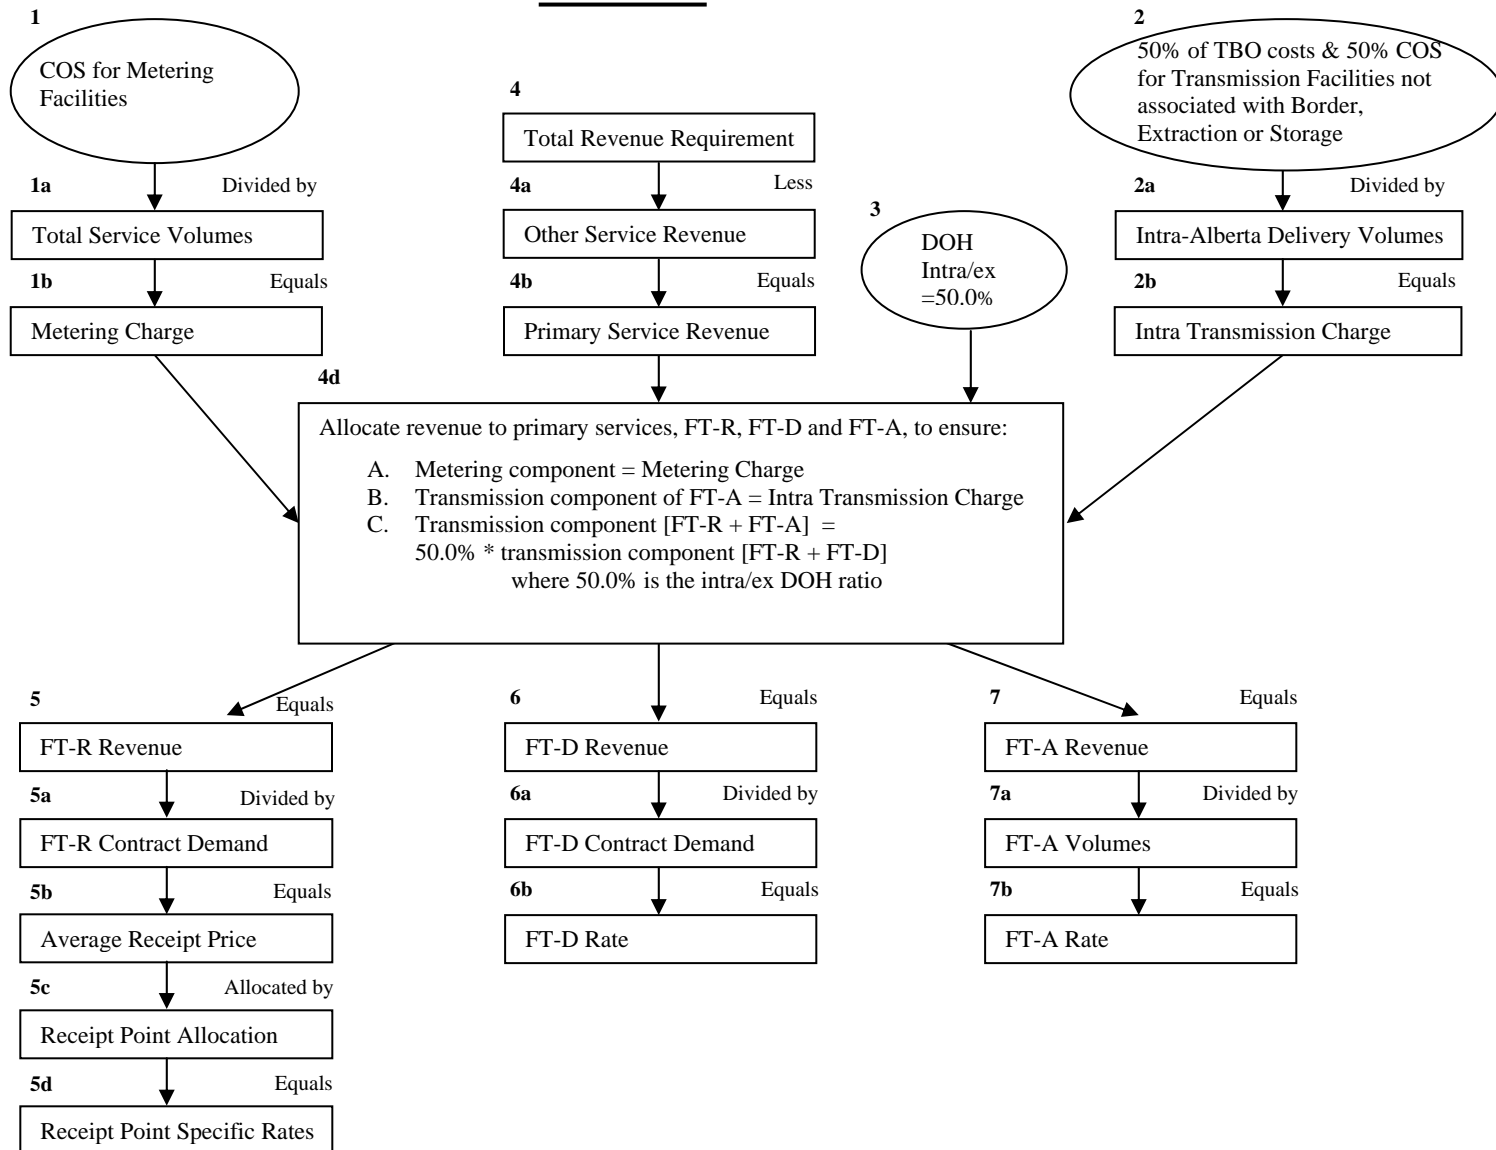 1
COS for Metering
Facilities
1a
Divided by
Total Service Volumes
1b
Equals
Metering Charge
4
Total Revenue Requirement
4a
Less
Other Service Revenue
4b
Equals
Primary Service Revenue
3
DOH
Intra/ex
=50.0%
2
50% of TBO costs & 50% COS
for Transmission Facilities not
associated with Border,
Extraction or Storage
2a
Divided by
Intra-Alberta Delivery Volumes
2b
Equals
Intra Transmission Charge
4d
Allocate revenue to primary services, FT-R, FT-D and FT-A, to ensure:
A. Metering component = Metering Charge
B. Transmission component of FT-A = Intra Transmission Charge
C. Transmission component [FT-R + FT-A] =
50.0% * transmission component [FT-R + FT-D]
where 50.0% is the intra/ex DOH ratio
5
Equals
FT-R Revenue
5a
Divided by
FT-R Contract Demand
5b
Equals
Average Receipt Price
5c
Allocated by
Receipt Point Allocation
5d
Equals
Receipt Point Specific Rates
6
Equals
FT-D Revenue
6a
Divided by
FT-D Contract Demand
6b
Equals
FT-D Rate
7
Equals
FT-A Revenue
7a
Divided by
FT-A Volumes
7b
Equals
FT-A Rate